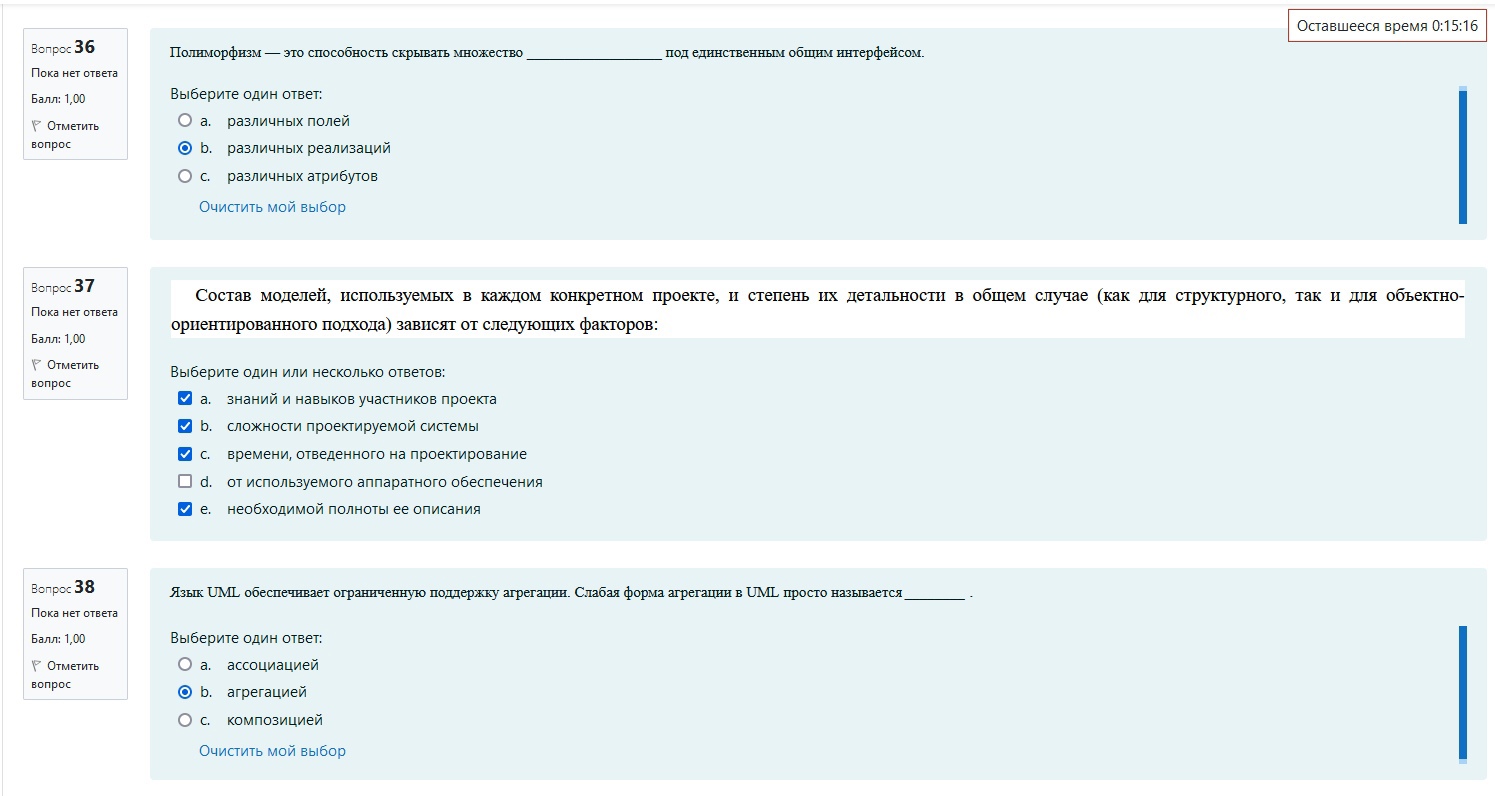 Оставшееся время 0:15:16
Вопрос 36
Пока нет ответа
Балл: 1,00
Отметить
вопрос
Полиморфизм — это способность скрывать множество __________________ под единственным общим интерфейсом.
Выберите один ответ:
a. различных полей
b. различных реализаций
c. различных атрибутов
Очистить мой выбор
Вопрос 37
Пока нет ответа
Балл: 1,00
Отметить
вопрос
Состав моделей, используемых в каждом конкретном проекте, и степень их детальности в общем случае (как для структурного, так и для объектно-
ориентированного подхода) зависят от следующих факторов:
Выберите один или несколько ответов:
a. знаний и навыков участников проекта
b. сложности проектируемой системы
c. времени, отведенного на проектирование
d. от используемого аппаратного обеспечения
e. необходимой полноты ее описания
Вопрос 38
Пока нет ответа
Балл: 1,00
Отметить
вопрос
Язык UML обеспечивает ограниченную поддержку агрегации. Слабая форма агрегации в UML просто называется ________ .
Выберите один ответ:
a. ассоциацией
b. агрегацией
c. композицией
Очистить мой выбор